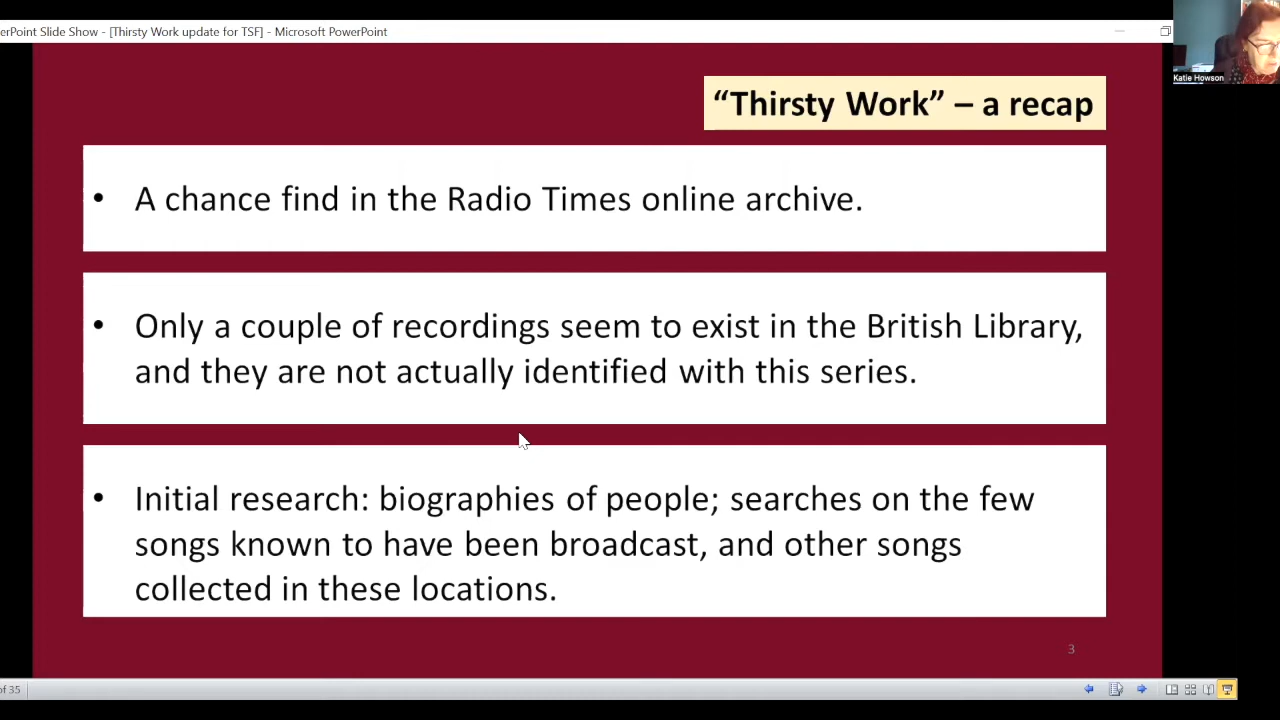 erPoint Slide Show - [Thirsty Work update for TSF] - Microsoft PowerPoint
Katie Howson
“Thirsty Work” – a recap
• A chance find in the Radio Times online archive.
• Only a couple of recordings seem to exist in the British Library,
and they are not actually identified with this series.
• Initial research: biographies of people; searches on the few
songs known to have been broadcast, and other songs
collected in these locations.
3
of 35